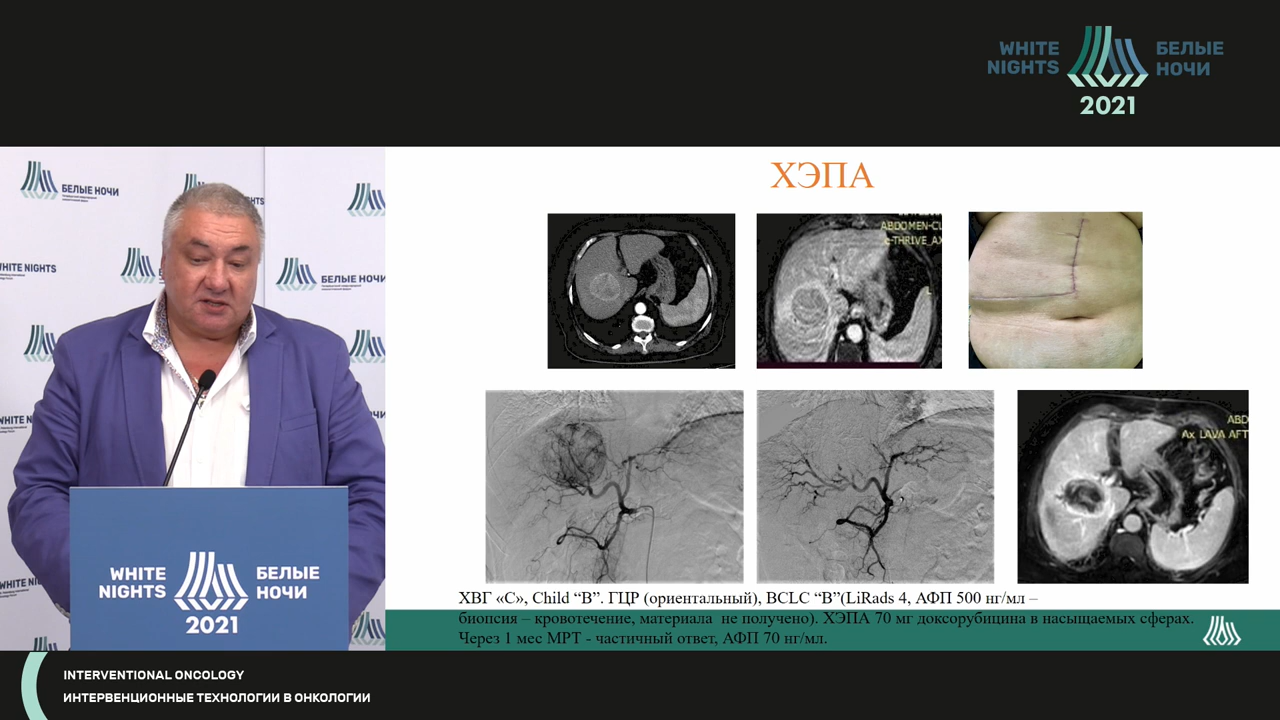 WHITE NIGHTS
БЕЛЫЕ НОЧИ
2021
БЕЛЫЕ НОЧИ
WHITE NIGHTS
БЕЛЫЕ НОЧИ
WHITE
NIGHTS
БЕЛЫЕ
НОЧИ
2021
ХЭПА
ABDOMEN-CL
e-THRIVE_AX
ABD
Ax LAVA AFT
ХВГ «С», Child “B”. ГЦР (ориентальный), BCLC “B”(LiRads 4, АФП 500 нг/мл –
биопсия – кровотечение, материала не получено). ХЭПА 70 мг доксорубицина в насыщаемых сферах.
Через 1 мес МРТ - частичный ответ, АФП 70 нг/мл.
INTERVENTIONAL ONCOLOGY
ИНТЕРВЕНЦИОННЫЕ ТЕХНОЛОГИИ В ОНКОЛОГИИ